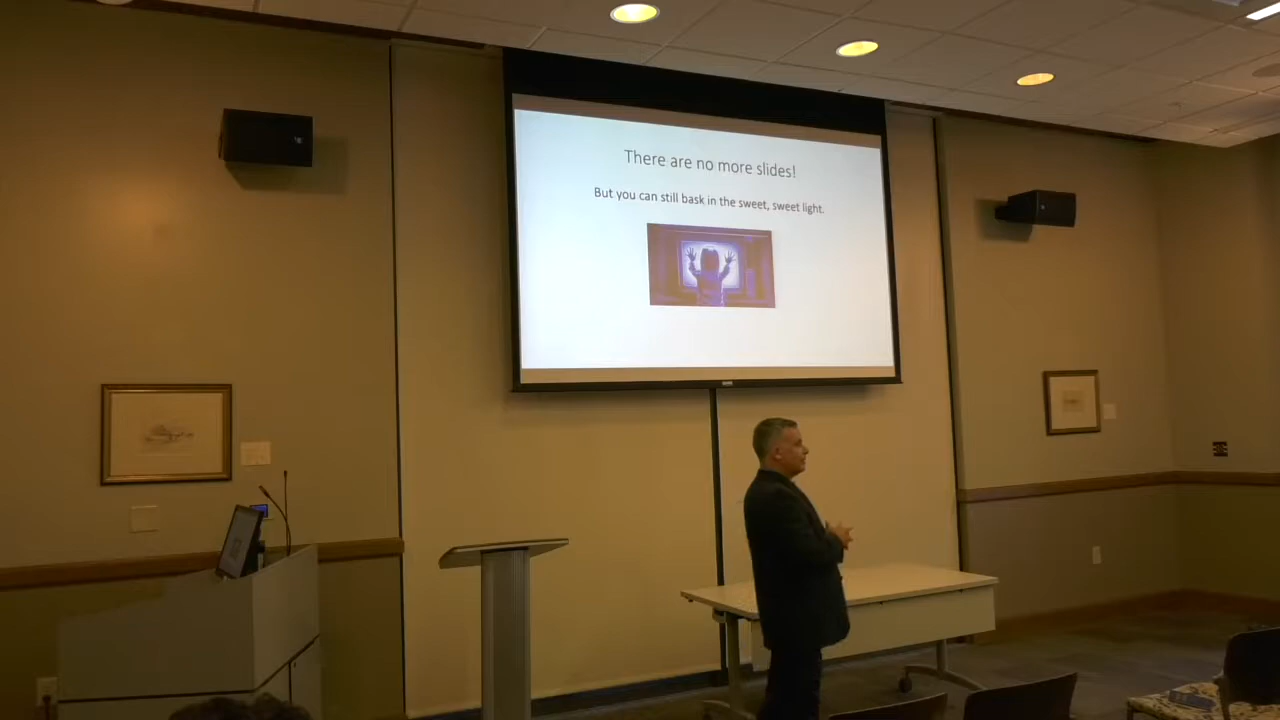 There are no more slides!
But you can still bask in the sweet, sweet light.